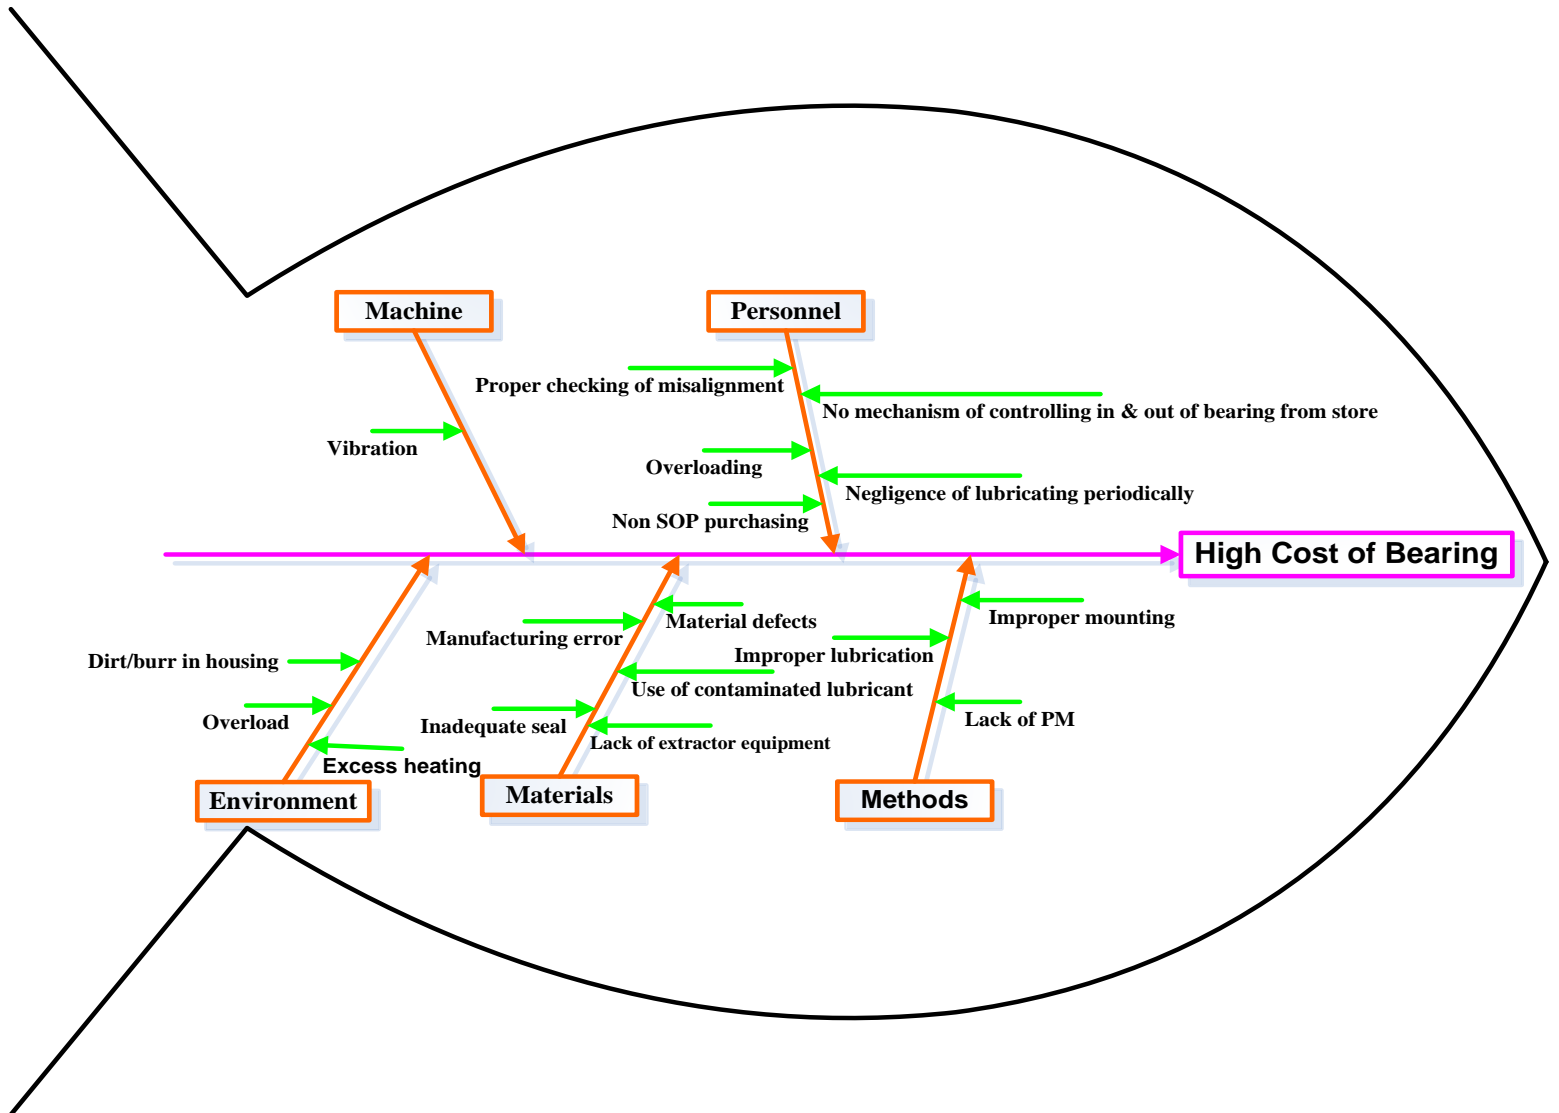 Machine
Personnel
Proper checking of misalignment
No mechanism of controlling in & out of bearing from store
Vibration
Overloading
Negligence of lubricating periodically
Non SOP purchasing
High Cost of Bearing
Improper mounting
Material defects
Manufacturing error
Improper lubrication
Dirt/burr in housing
Use of contaminated lubricant
Lack of PM
Overload
Inadequate seal
Lack of extractor equipment
Excess heating
Environment
Materials
Methods